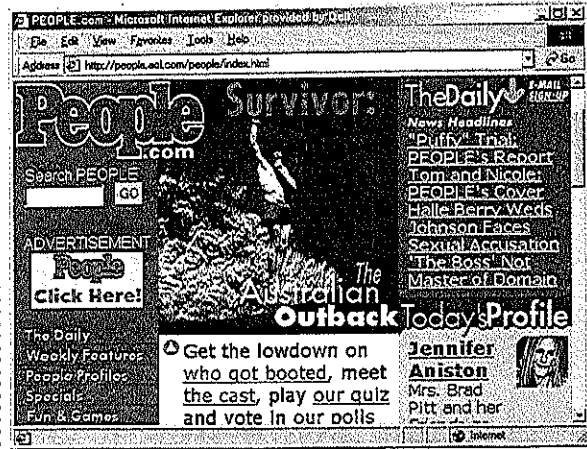 PEOPLE.com - Microsoft Internet Explorer provided by Dell
File Edit View Favorites Tools Help
Address http://people.aol.com/people/index.html Go
People
.com
Search PEOPLE
GO
ADVERTISEMENT
People
Click Here!
The Daily
Weekly Features
People Profiles
Specials
Fun & Games
Survivor:
The
Australian
Outback
Get the lowdown on
who got booted, meet
the cast, play our quiz
and vote in our polls
TheDaily E-MAIL
SIGN-UP
News Headlines
"Puffy" Trial:
PEOPLE's Report
Tom and Nicole:
PEOPLE's Cover
Halle Berry Weds
Johnson Faces
Sexual Accusation
"The Boss" Not
Master of Domain
Today'sProfile
Jennifer
Aniston
Mrs. Brad
Pitt and her
Internet